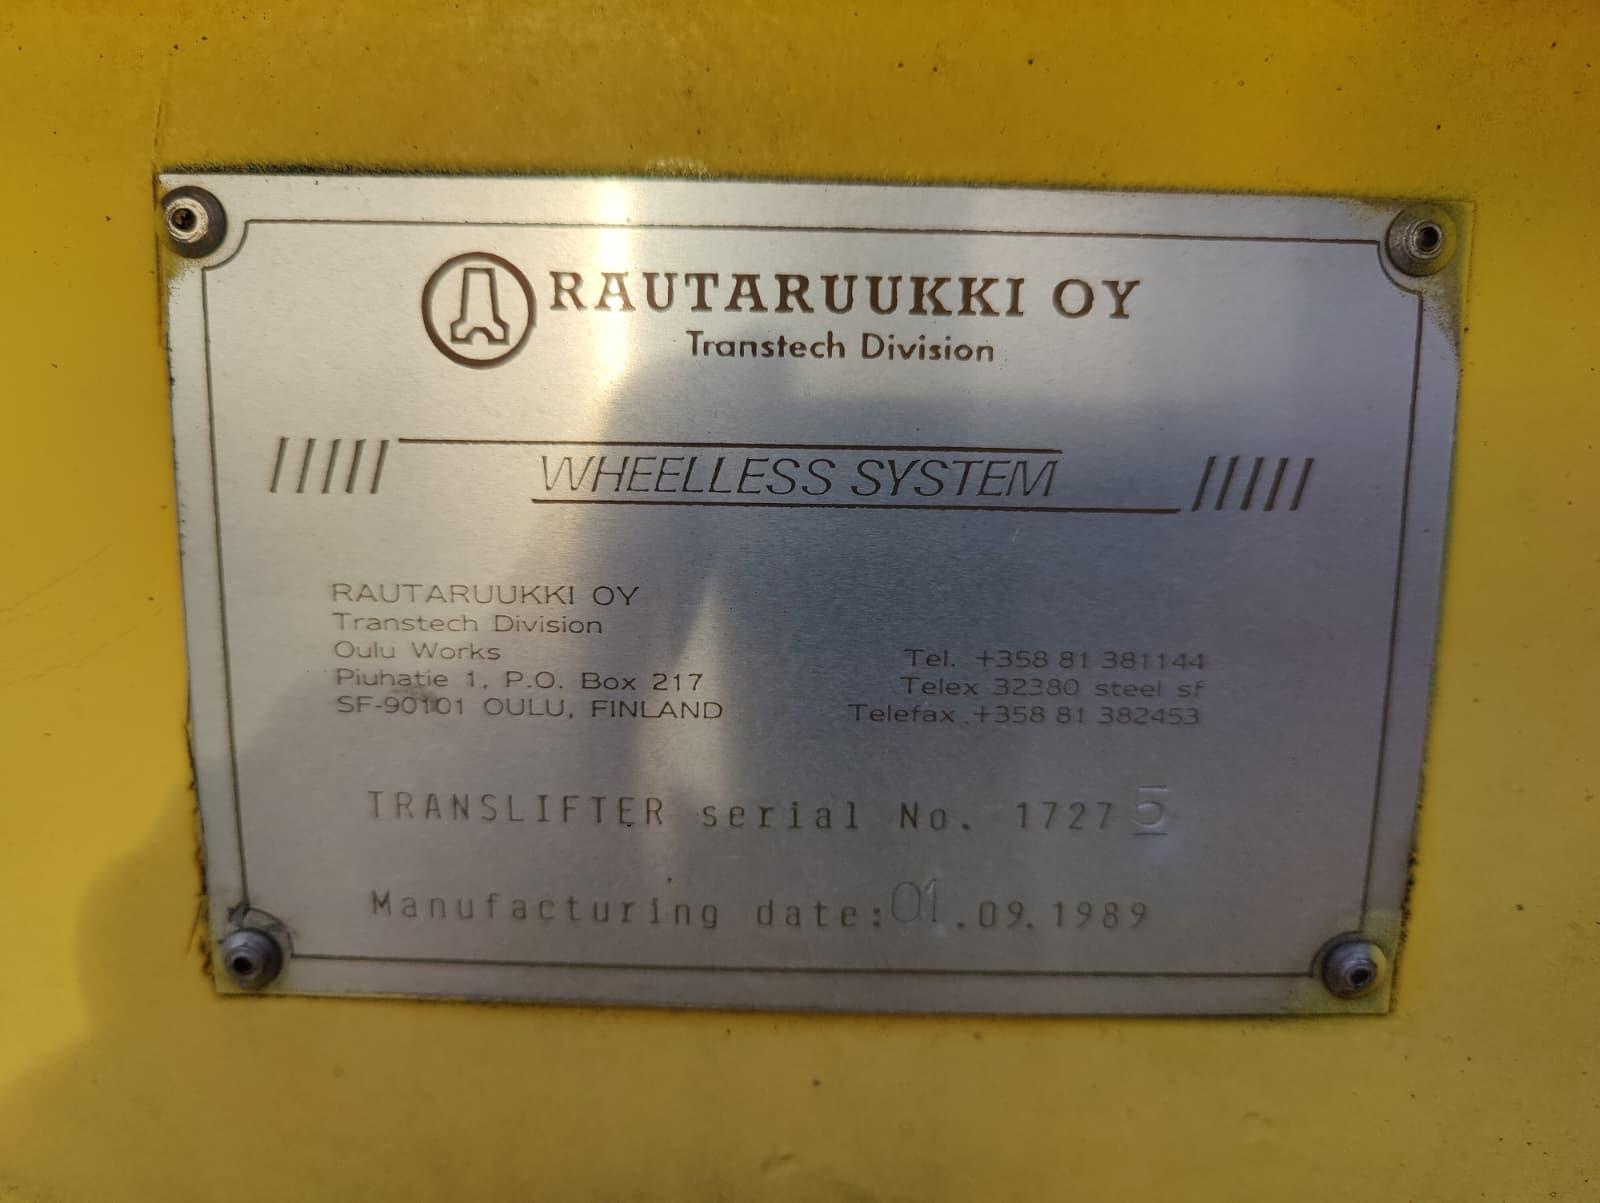 RAUTARUUKKI OY
Transtech Division
WHEELLESS SYSTEM
RAUTARUUKKI OY
Transtech Division
Oulu Works
Piuhatie 1, P.O. Box 217
SF-90101 OULU, FINLAND
Tel. +358 81 381144
Telex 32380 steel sf
Telefax +358 81 382453
TRANSLIFTER serial No. 17275
Manufacturing date:01.09.1989